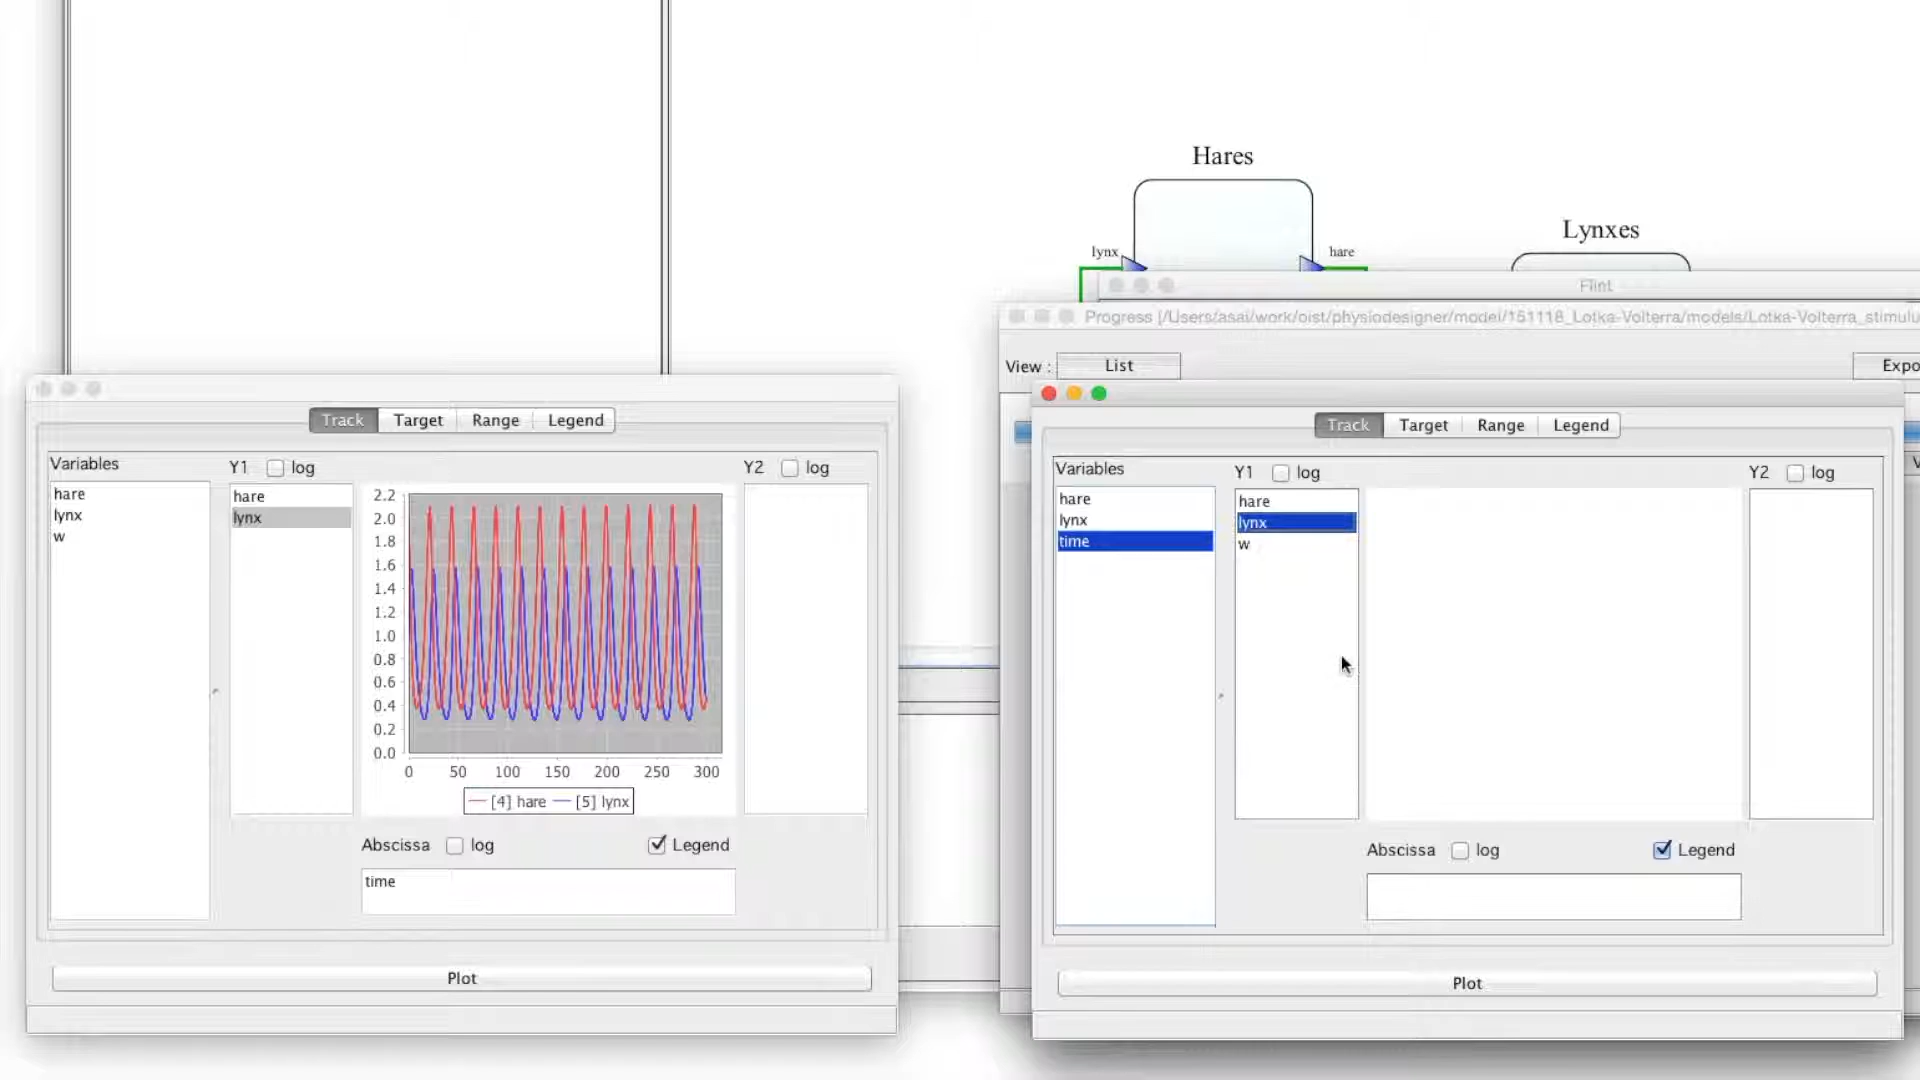 Hares
Lynxes
lynx
hare
Flint
Progress [/Users/asai/work/oist/physiodesigner/model/151118_Lotka-Volterra/models/Lotka-Volterra_stimulu
View : List
Expo
Track Target Range Legend
Variables
hare
lynx
w
Y1 log
hare
lynx
2.2
2.0
1.8
1.6
1.4
1.2
1.0
0.8
0.6
0.4
0.2
0.0
0 50 100 150 200 250 300
[4] hare [5] lynx
Y2 log
Abscissa log Legend
time
Plot
Track Target Range Legend
Variables
hare
lynx
time
Y1 log
hare
lynx
w
Y2 log
Abscissa log Legend
Plot